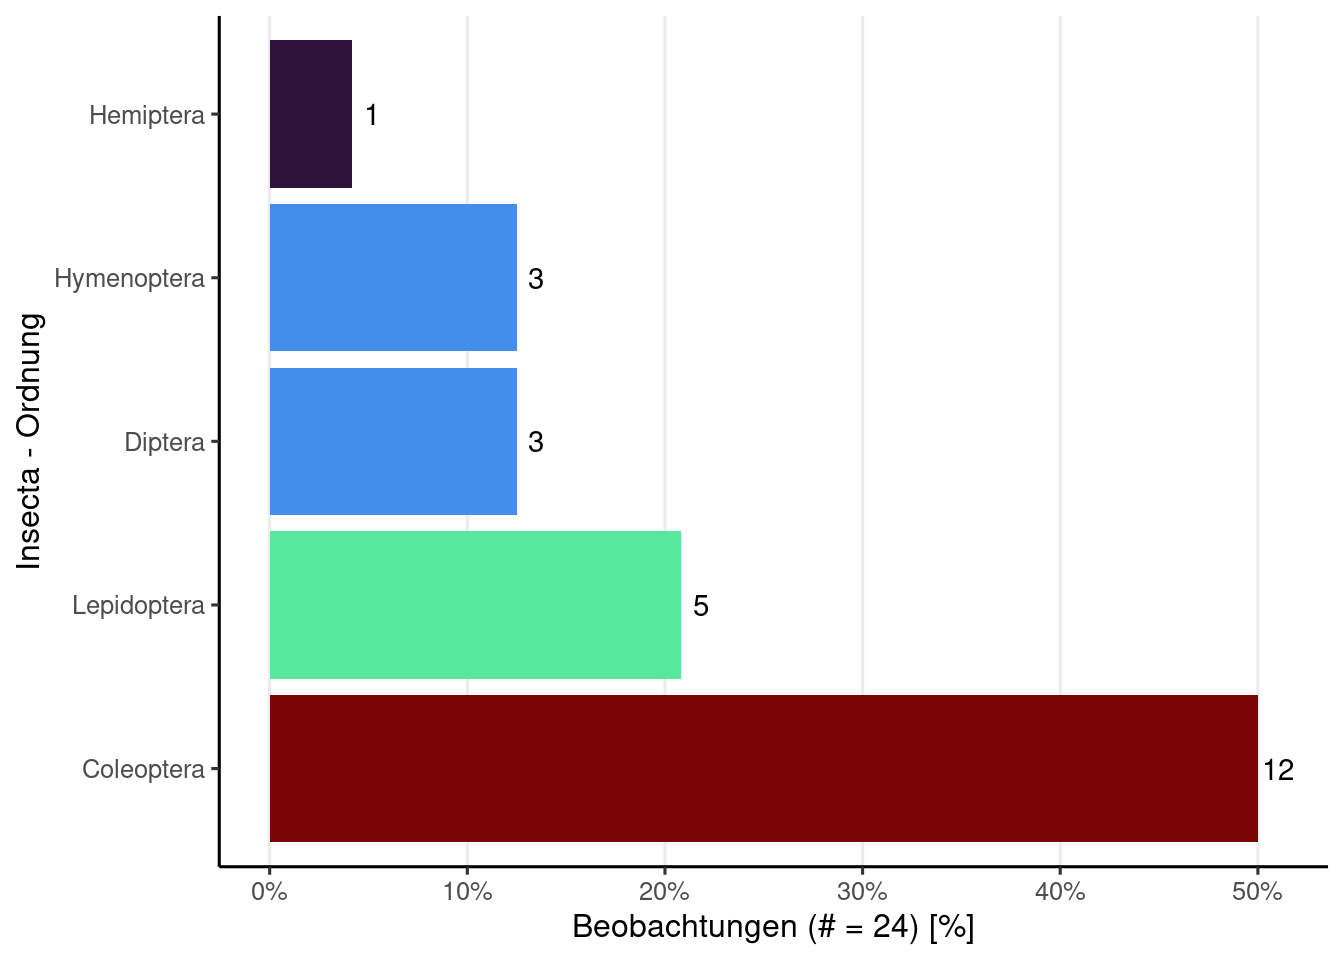 Insecta - Ordnung
Hemiptera 1
Hymenoptera 3
Diptera 3
Lepidoptera 5
Coleoptera 12
0% 10% 20% 30% 40% 50%
Beobachtungen (# = 24) [%]